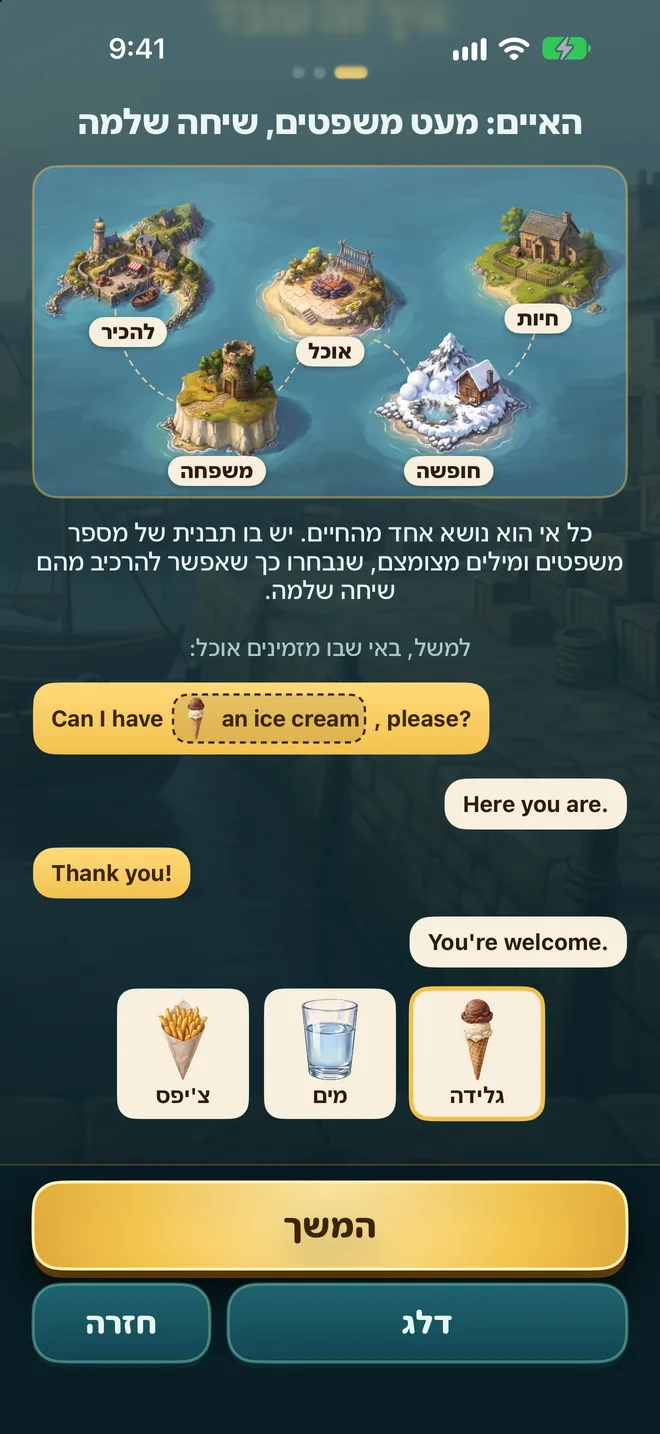 איך זה עובד
9:41
האיים: מעט משפטים, שיחה שלמה
להכיר
אוכל
חיות
משפחה
חופשה
כל אי הוא נושא אחד מהחיים. יש בו תבנית של מספר
משפטים ומילים מצומצם, שנבחרו כך שאפשר להרכיב מהם
שיחה שלמה.
למשל, באי שבו מזמינים אוכל:
Can I have an ice cream , please?
Here you are.
Thank you!
You're welcome.
גלידה
מים
צ'יפס
המשך
דלג
חזרה